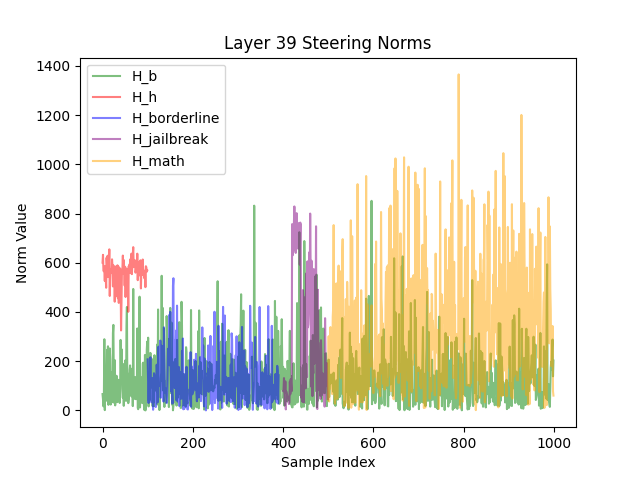 Layer 39 Steering Norms
H_b
H_h
H_borderline
H_jailbreak
H_math
Norm Value
1400
1200
1000
800
600
400
200
0
0 200 400 600 800 1000
Sample Index